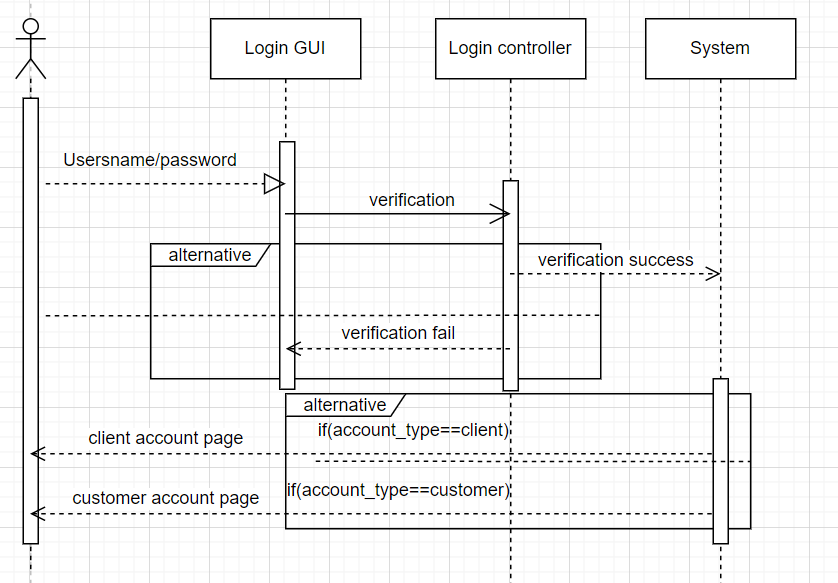 Login GUI
Login controller
System
Usersname/password
verification
alternative
verification success
verification fail
alternative
if(account_type==client)
client account page
if(account_type==customer)
customer account page